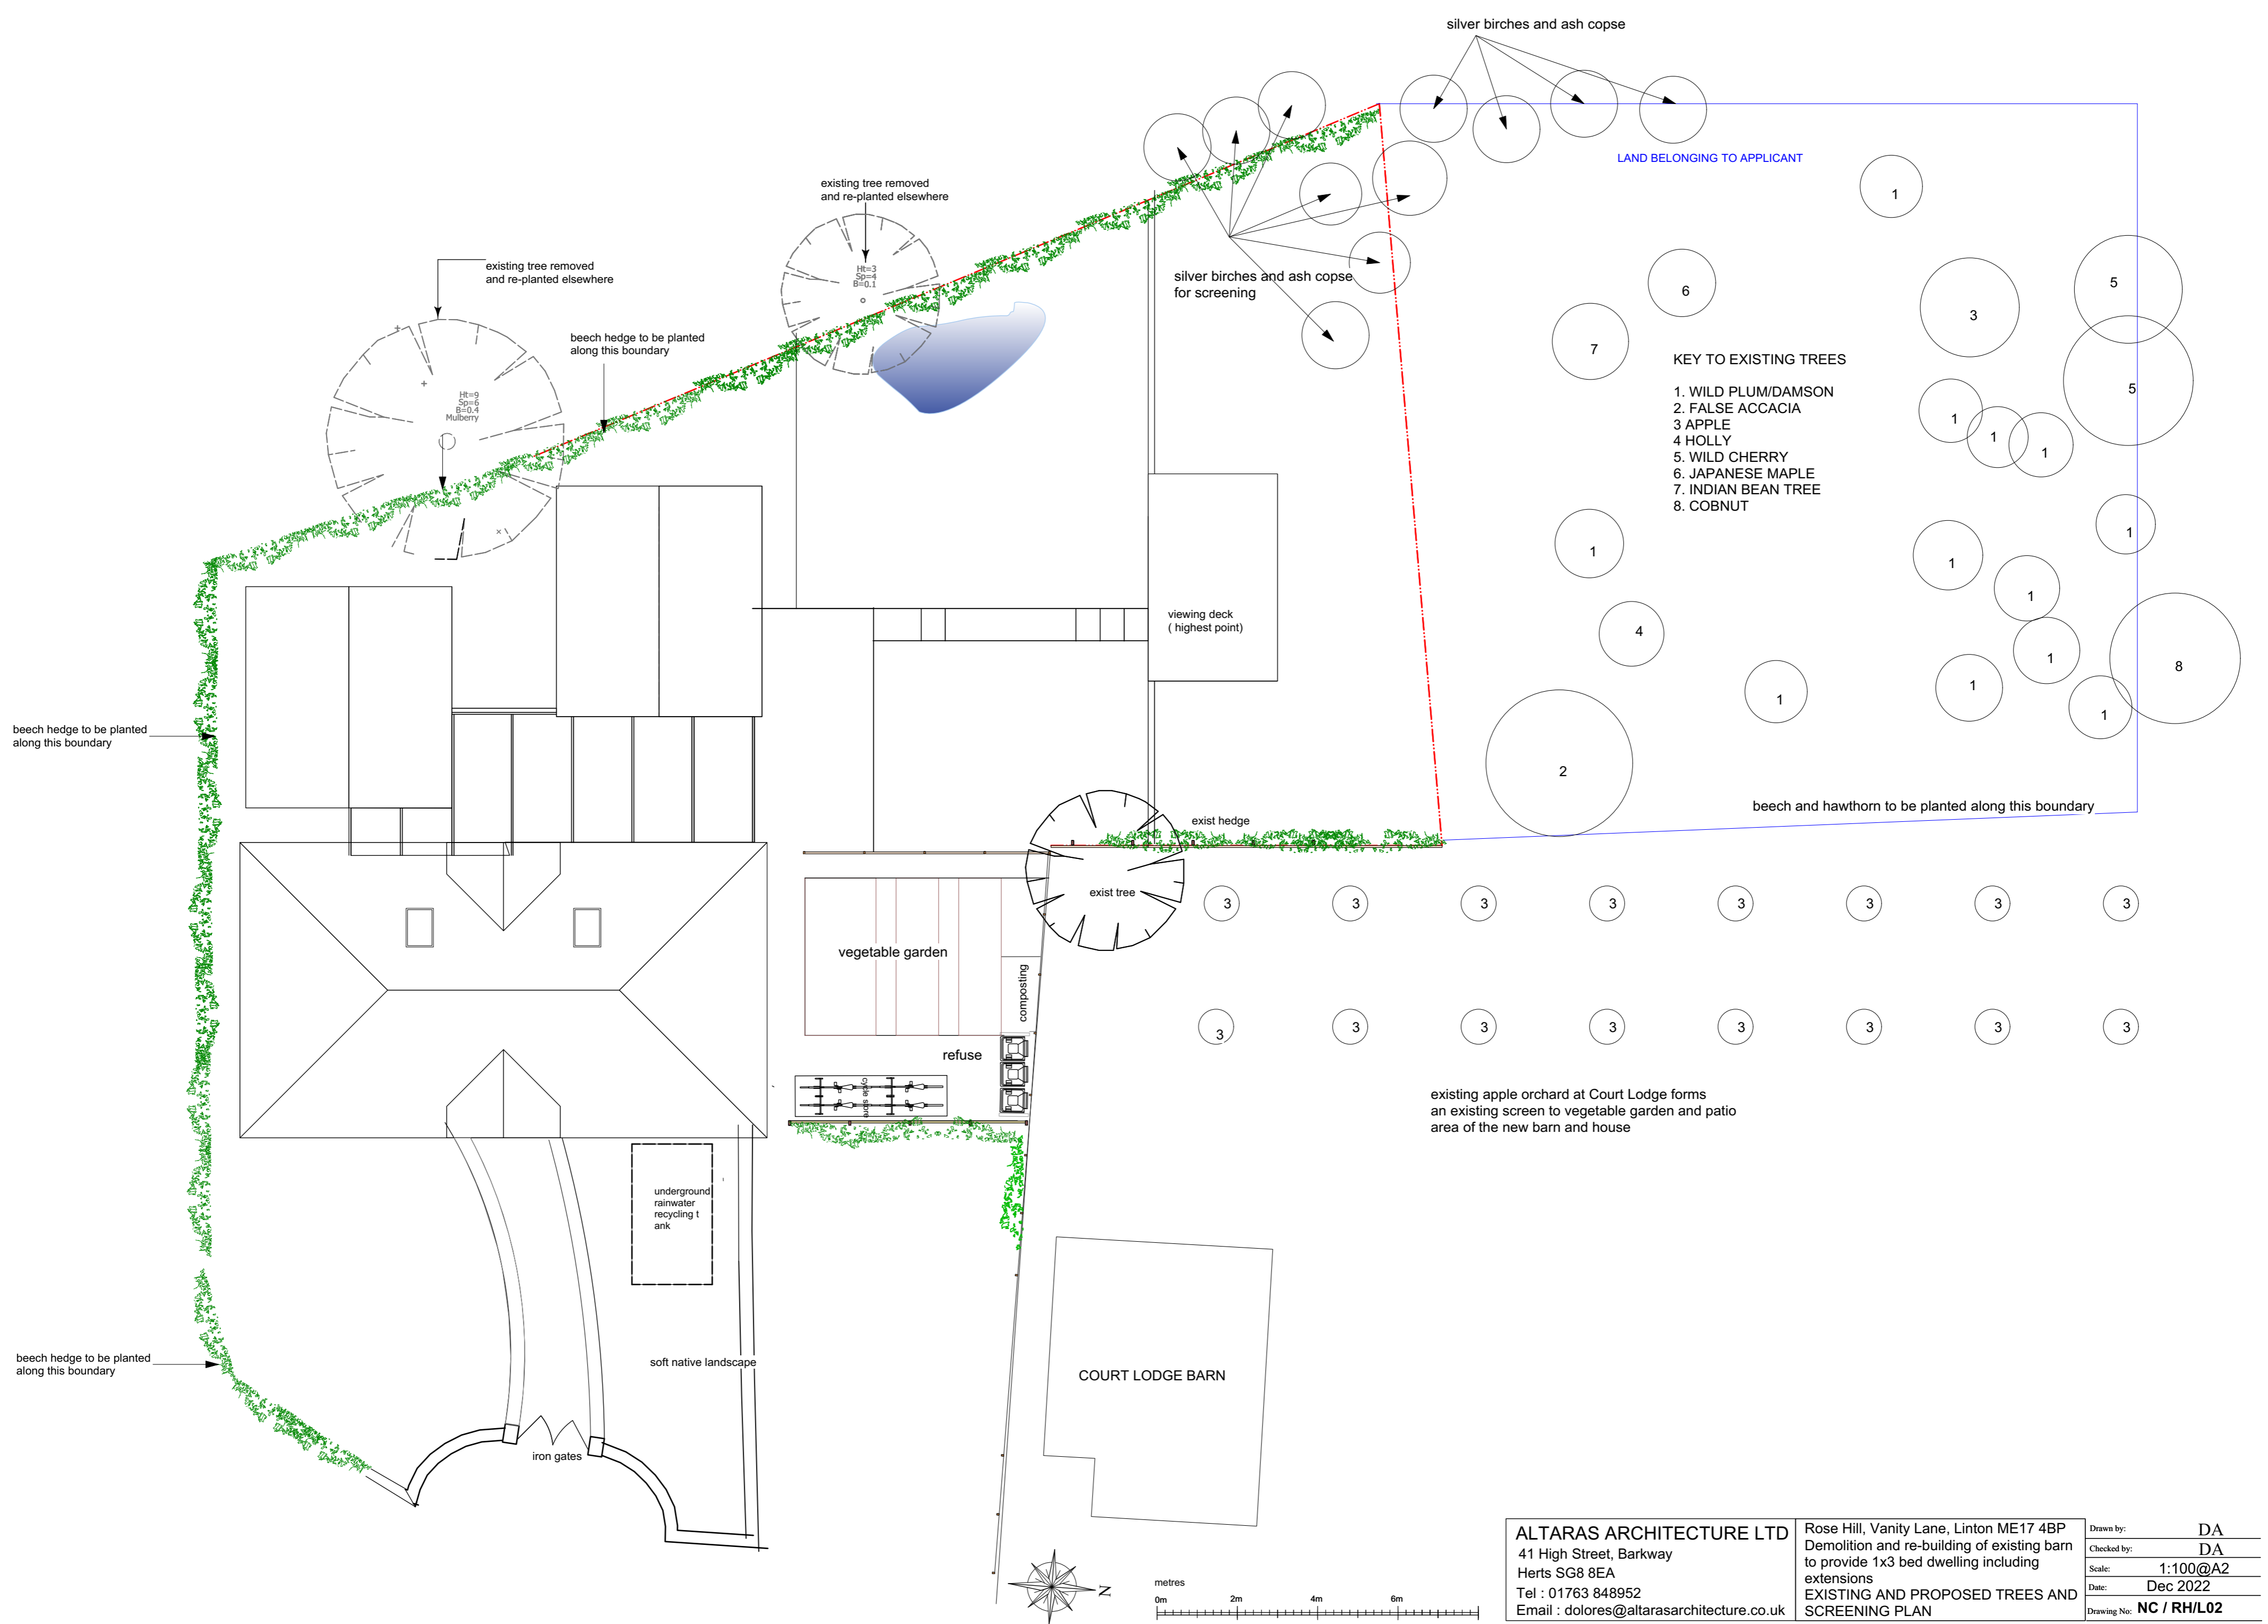 silver birches and ash copse
LAND BELONGING TO APPLICANT
existing tree removed
and re-planted elsewhere
Ht=3
Sp=4
B=0.1
existing tree removed
and re-planted elsewhere
silver birches and ash copse
for screening
beech hedge to be planted
along this boundary
Ht=9
Sp=6
B=0.4
Mulberry
1
6
3
5
7
5
KEY TO EXISTING TREES
1. WILD PLUM/DAMSON
2. FALSE ACCACIA
3 APPLE
4 HOLLY
5. WILD CHERRY
6. JAPANESE MAPLE
7. INDIAN BEAN TREE
8. COBNUT
1
1
1
1
1
1
1
4
1
8
1
1
1
2
viewing deck
( highest point)
beech hedge to be planted
along this boundary
beech and hawthorn to be planted along this boundary
exist hedge
exist tree
3 3 3 3 3 3 3 3
vegetable garden
composting
3 3 3 3 3 3 3 3
refuse
cycle store
existing apple orchard at Court Lodge forms
an existing screen to vegetable garden and patio
area of the new barn and house
underground
rainwater
recycling t
ank
beech hedge to be planted
along this boundary
soft native landscape
COURT LODGE BARN
iron gates
N
metres
0m 2m 4m 6m
ALTARAS ARCHITECTURE LTD
41 High Street, Barkway
Herts SG8 8EA
Tel : 01763 848952
Email : dolores@altarasarchitecture.co.uk
Rose Hill, Vanity Lane, Linton ME17 4BP
Demolition and re-building of existing barn
to provide 1x3 bed dwelling including
extensions
EXISTING AND PROPOSED TREES AND
SCREENING PLAN
Drawn by: DA
Checked by: DA
Scale: 1:100@A2
Date: Dec 2022
Drawing No: NC / RH/L02